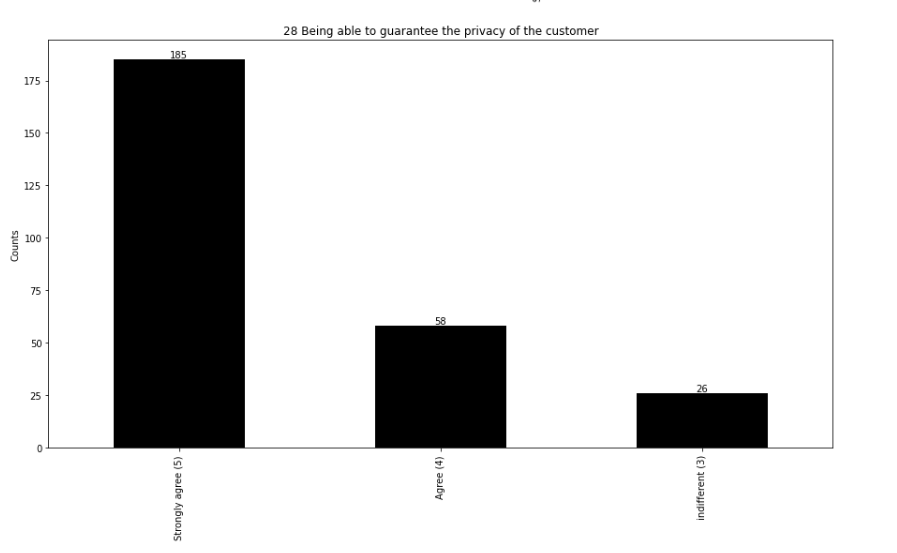 28 Being able to guarantee the privacy of the customer
185
175
150
125
100
75
50
25
0
Counts
58
26
Strongly agree (5)
Agree (4)
indifferent (3)